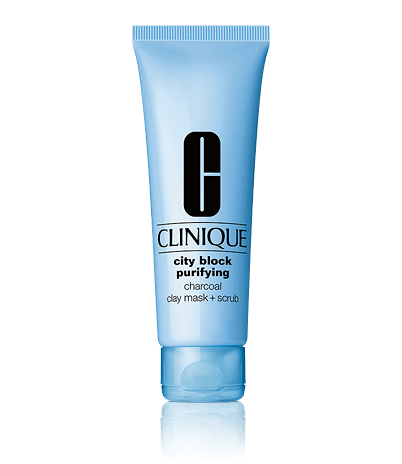 C
CLINIQUE
city block
purifying
charcoal
clay mask + scrub